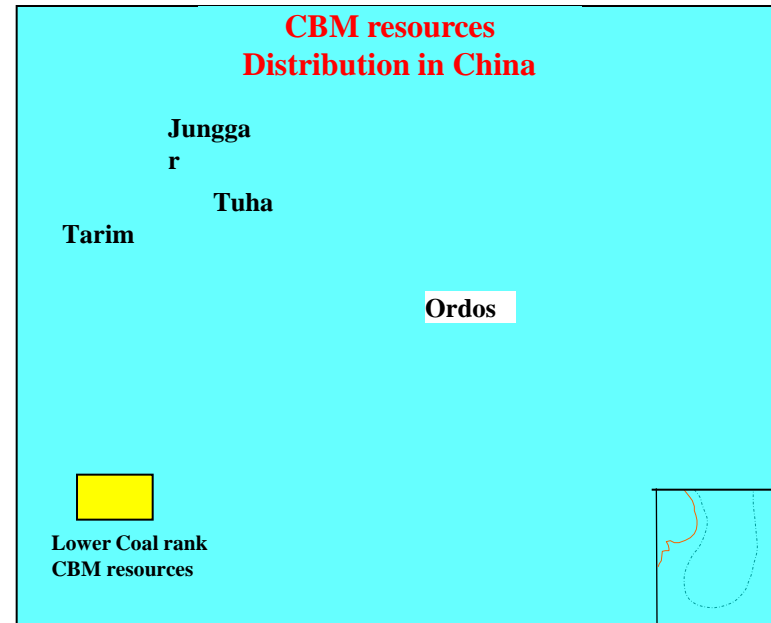 CBM resources
Distribution in China
Jungga
r
Tuha
Tarim
Ordos
Lower Coal rank
CBM resources